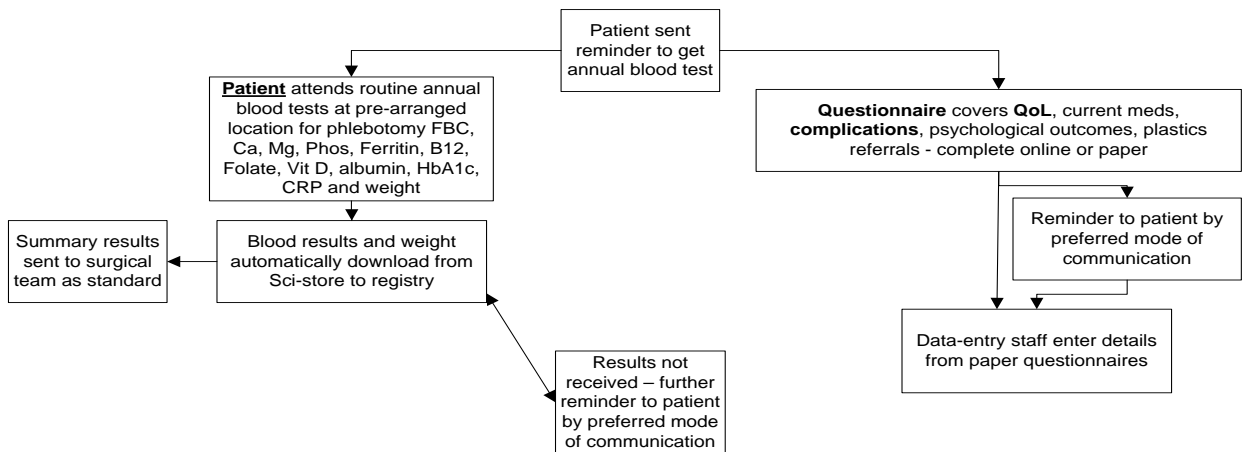 Patient sent
reminder to get
annual blood test
Patient attends routine annual
blood tests at pre-arranged
location for phlebotomy FBC,
Ca, Mg, Phos, Ferritin, B12,
Folate, Vit D, albumin, HbA1c,
CRP and weight
Questionnaire covers QoL, current meds,
complications, psychological outcomes, plastics
referrals - complete online or paper
Summary results
sent to surgical
team as standard
Blood results and weight
automatically download from
Sci-store to registry
Reminder to patient by
preferred mode of
communication
Results not
received – further
reminder to patient
by preferred mode
of communication
Data-entry staff enter details
from paper questionnaires